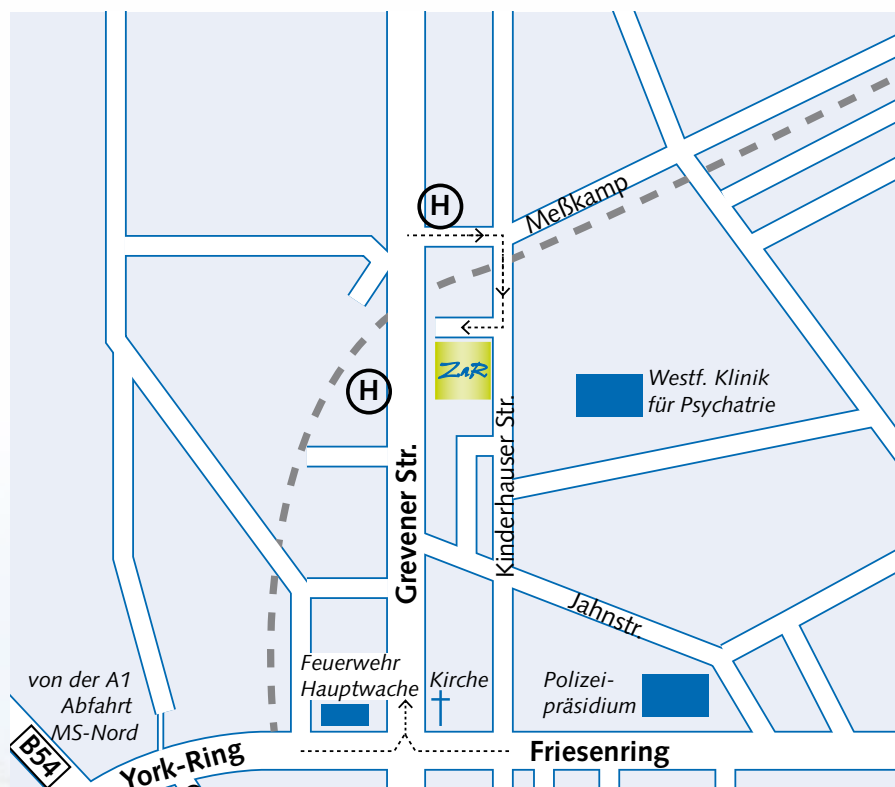 H
Meßkamp
H
ZaR
Westf. Klinik
für Psychatrie
Grevener Str.
Kinderhauser Str.
Jahnstr.
Feuerwehr
Hauptwache
Kirche
Polizei-
präsidium
von der A1
Abfahrt
MS-Nord
B54
York-Ring
Friesenring